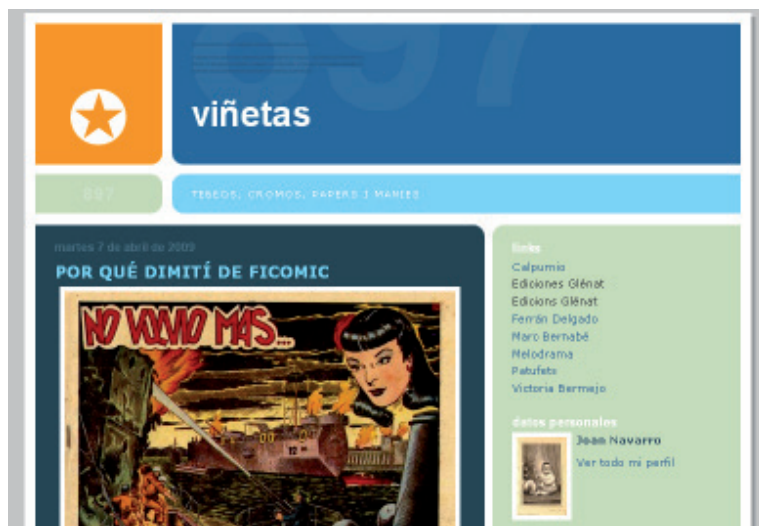 897
viñetas
897
TEBEOS, CROMOS, PAPERS I MANIES
martes 7 de abril de 2009
POR QUÉ DIMITÍ DE FICOMIC
NO VOLVIO MAS...
links
Calpurnio
Ediciones Glénat
Edicions Glénat
Ferrán Delgado
Marc Bernabé
Melodrama
Patufets
Victoria Bermejo
datos personales
Joan Navarro
Ver todo mi perfil